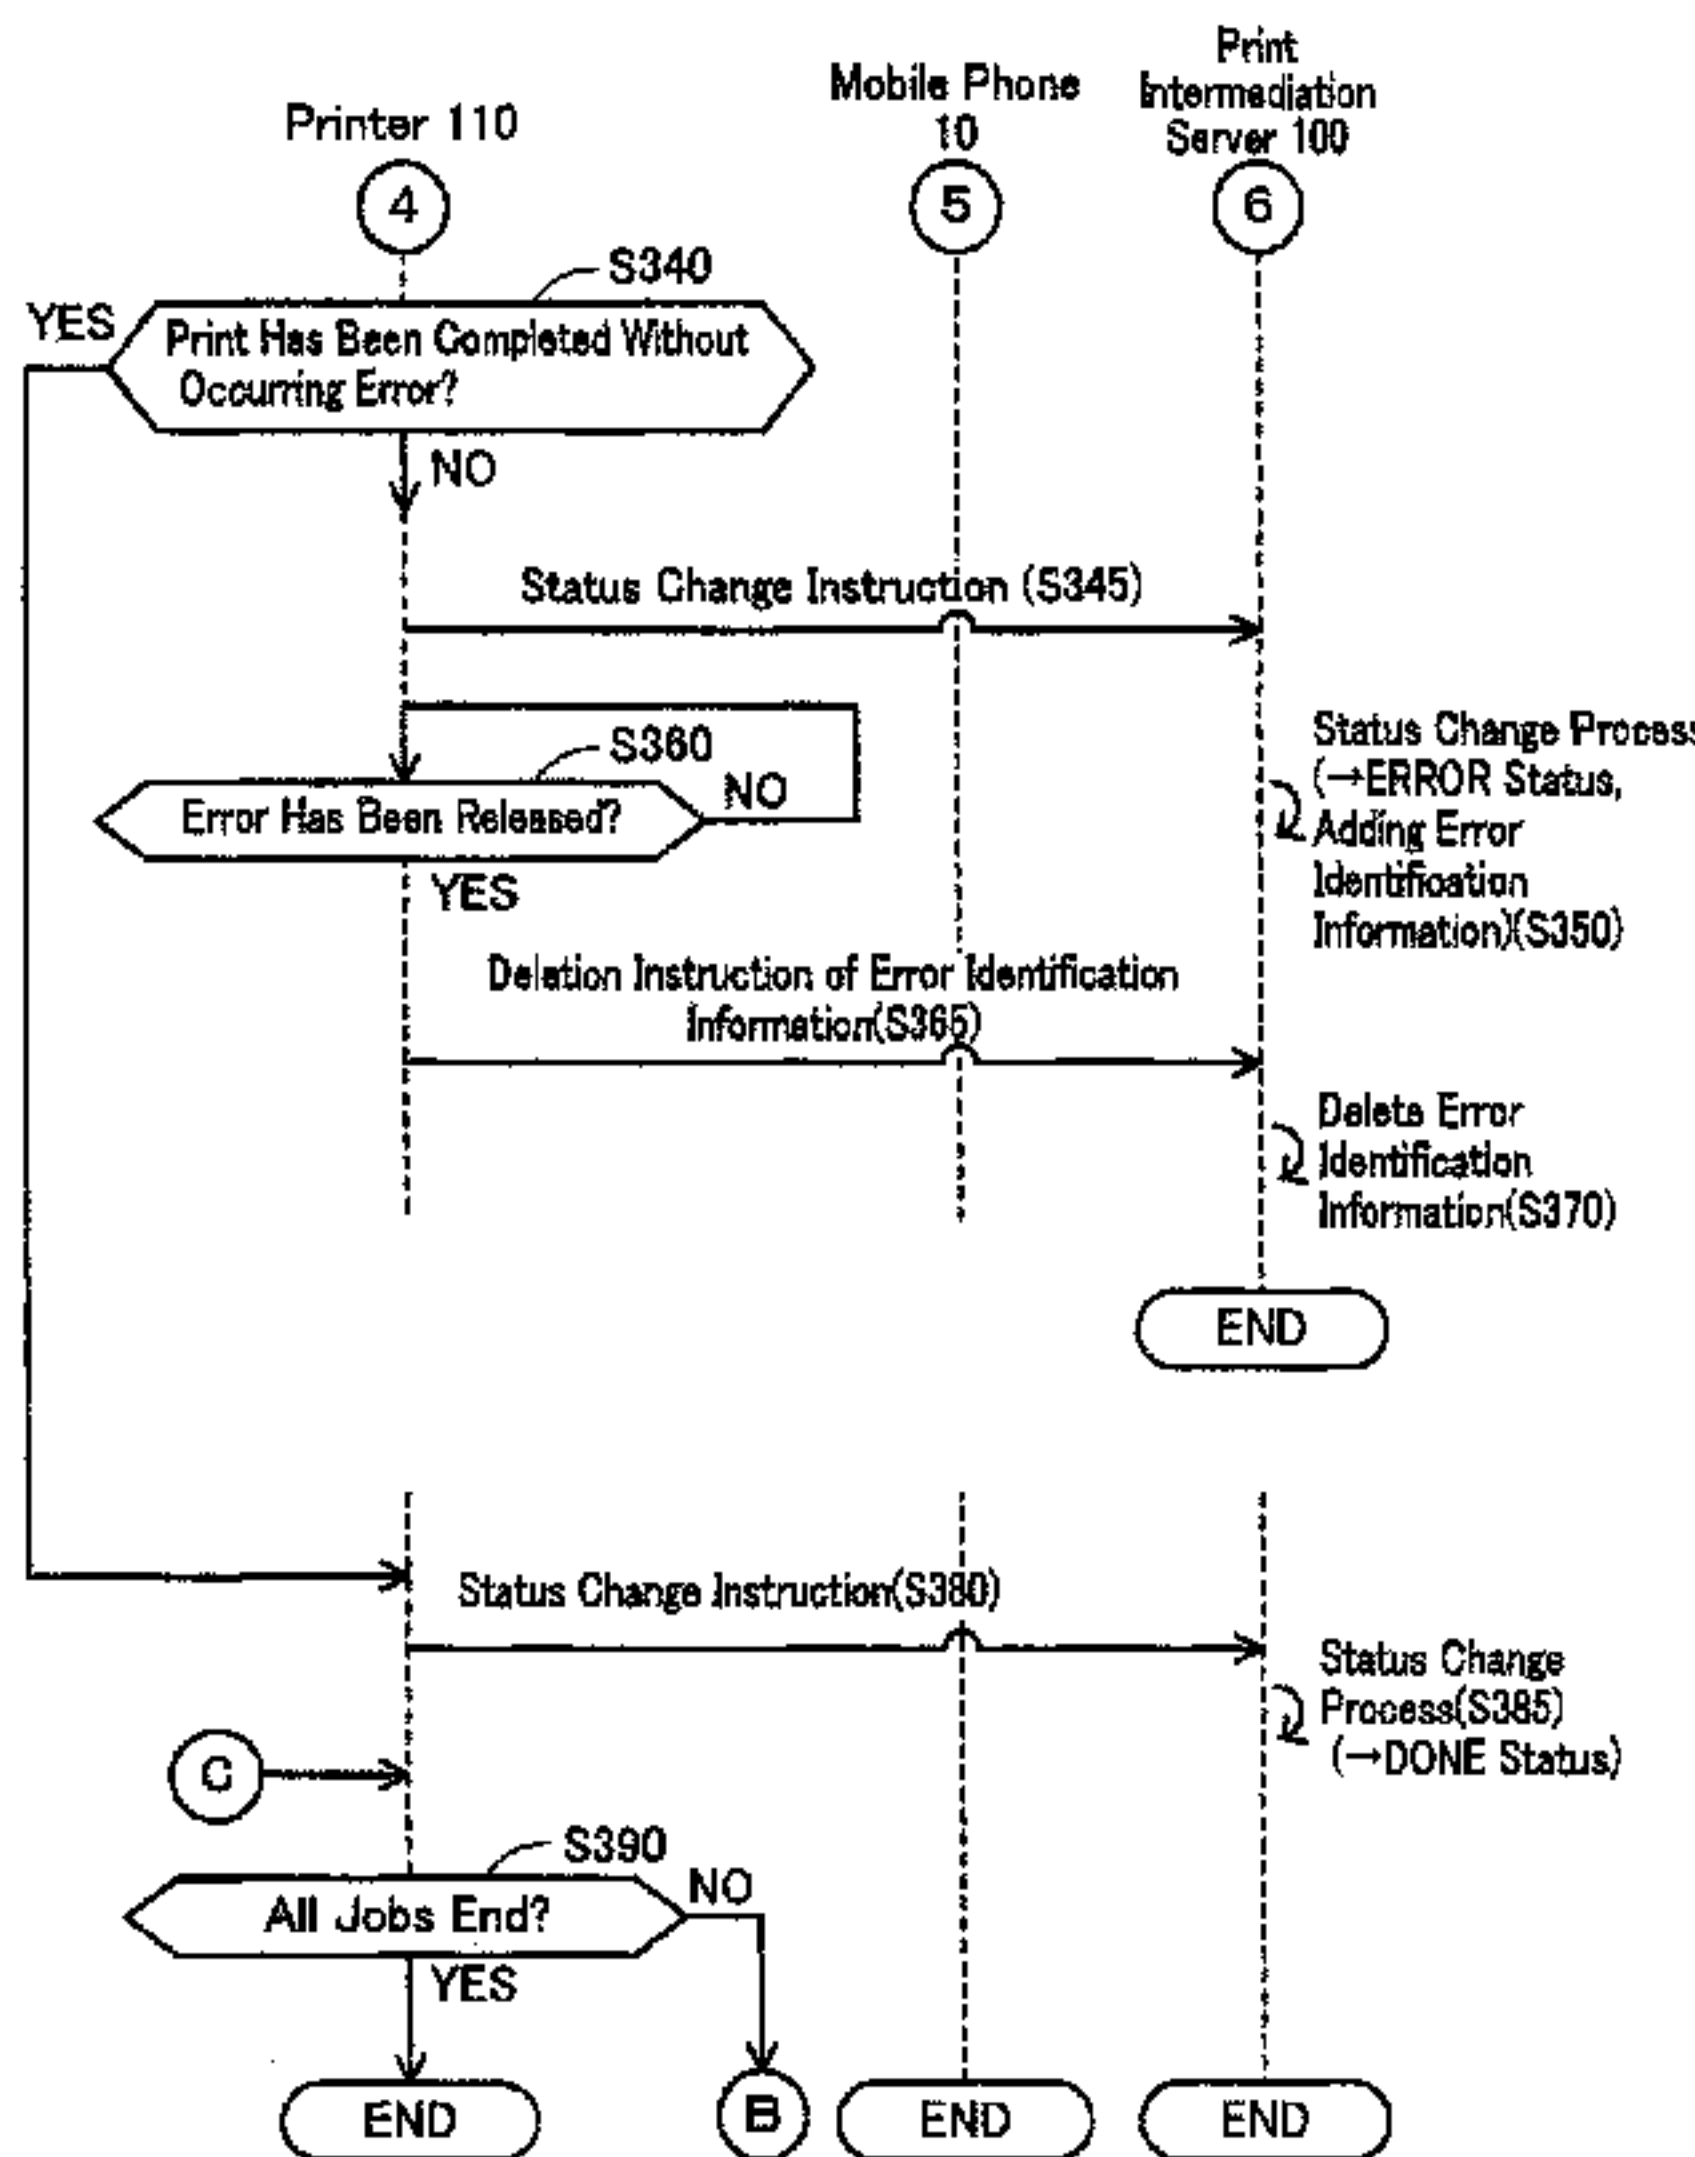 Printer 110
Mobile Phone
10
Print
Intermediation
Server 100
4
5
6
S340
YES
Print Has Been Completed Without
Occurring Error?
NO
Status Change Instruction (S345)
S360
Error Has Been Released?
NO
YES
Status Change Process
(→ERROR Status,
Adding Error
Identification
Information)(S350)
Deletion Instruction of Error Identification
Information(S365)
Delete Error
Identification
Information(S370)
END
Status Change Instruction(S380)
Status Change
Process(S385)
(→DONE Status)
C
S390
All Jobs End?
NO
YES
END
B
END
END